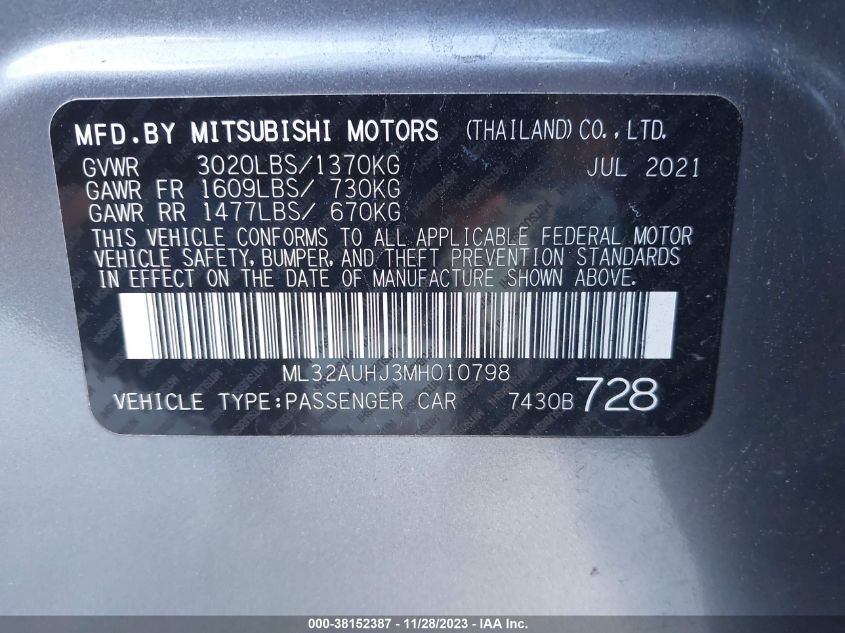 MFD.BY MITSUBISHI MOTORS (THAILAND)CO.,LTD.
GVWR 3020LBS/1370KG JUL 2021
GAWR FR 1609LBS/ 730KG
GAWR RR 1477LBS/ 670KG
THIS VEHICLE CONFORMS TO ALL APPLICABLE FEDERAL MOTOR
VEHICLE SAFETY, BUMPER, AND THEFT PREVENTION STANDARDS
IN EFFECT ON THE DATE OF MANUFACTURE SHOWN ABOVE.
ML32AUHJ3MH010798
VEHICLE TYPE:PASSENGER CAR 7430B 728
000-38152387 - 11/28/2023 - IAA Inc.